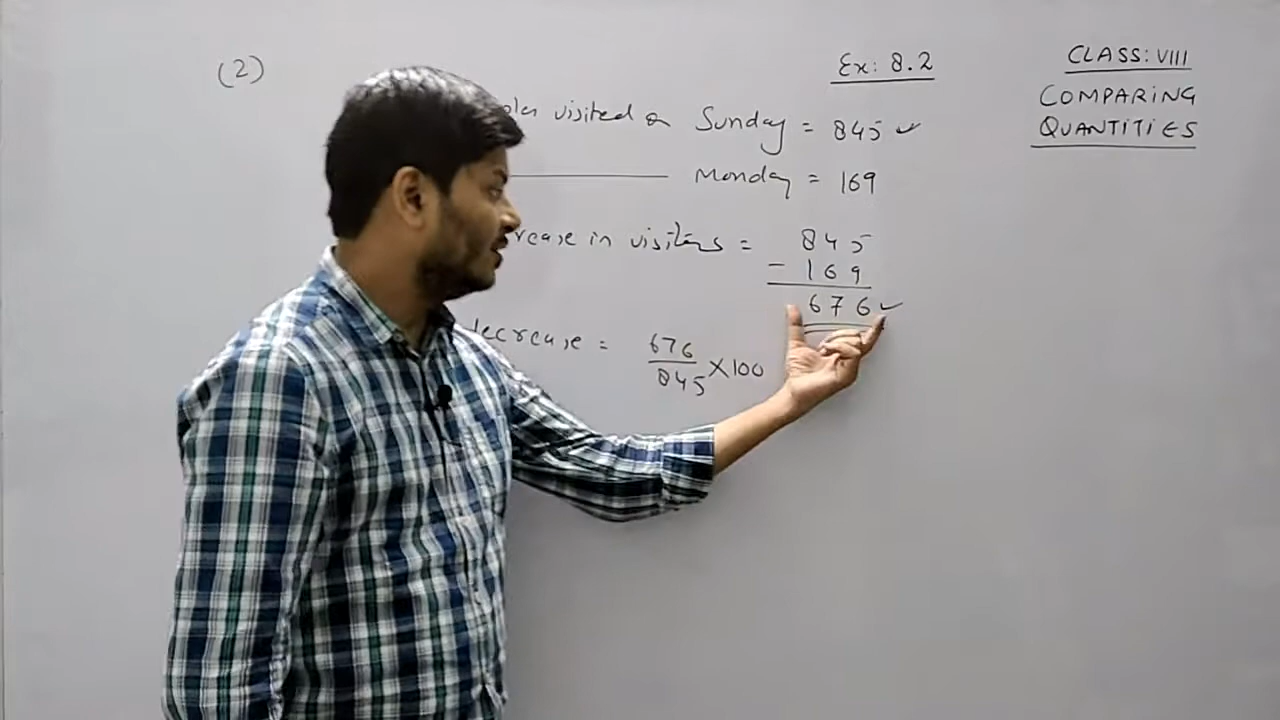 (2)
Ex: 8.2
CLASS: VIII
COMPARING
QUANTITIES
visited on Sunday = 845 ✓
Monday = 169
in visiters = 845
- 169
676 ✓
decrease = 676/845 × 100